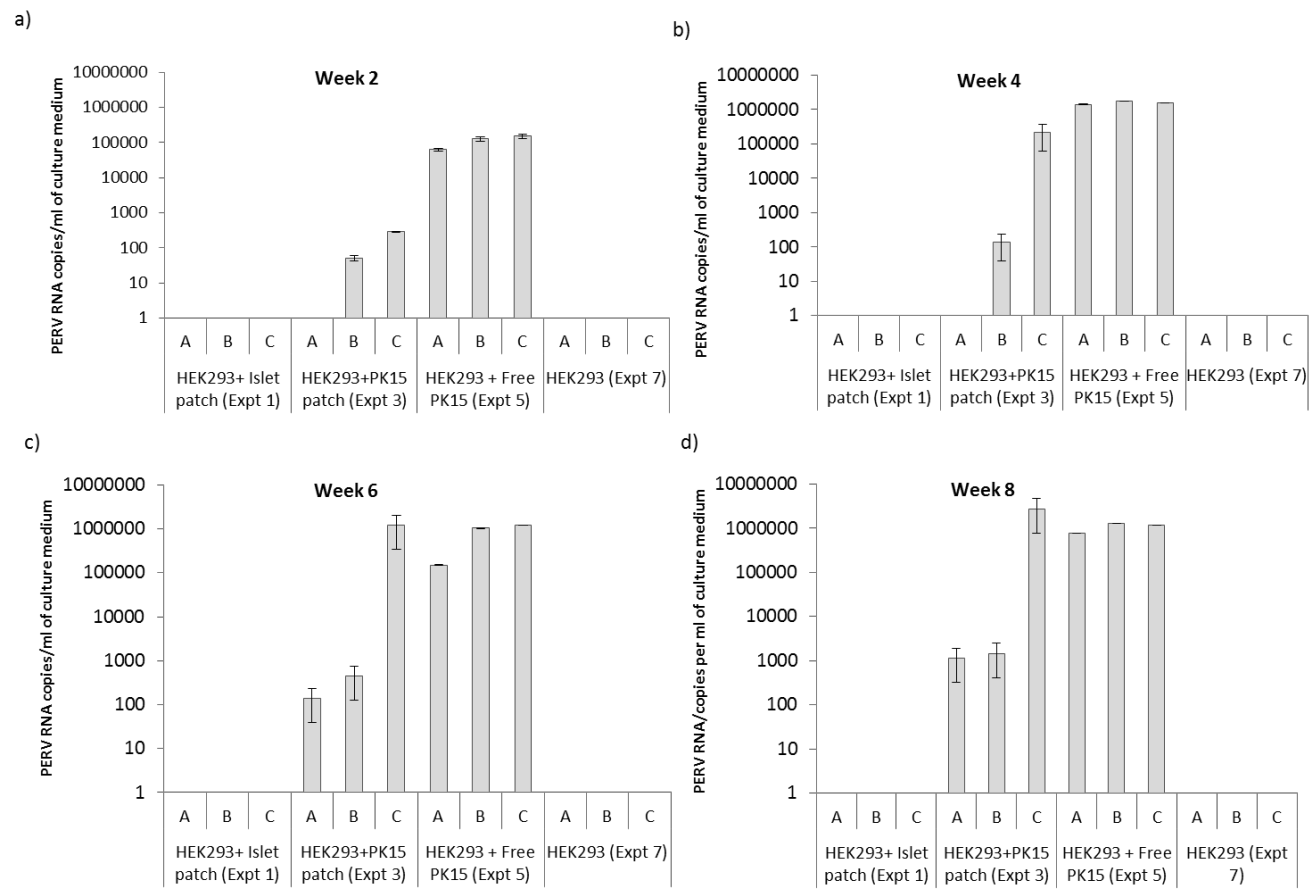 a)
Week 2
PERV RNA copies/ml of culture medium
10000000
1000000
100000
10000
1000
100
10
1
A B C A B C A B C A B C
HEK293+ Islet HEK293+PK15 HEK293 + Free HEK293 (Expt 7)
patch (Expt 1) patch (Expt 3) PK15 (Expt 5)
b)
Week 4
PERV RNA copies/ml of culture medium
10000000
1000000
100000
10000
1000
100
10
1
A B C A B C A B C A B C
HEK293+ Islet HEK293+PK15 HEK293 + Free HEK293 (Expt 7)
patch (Expt 1) patch (Expt 3) PK15 (Expt 5)
c)
Week 6
PERV RNA copies/ml of culture medium
10000000
1000000
100000
10000
1000
100
10
1
A B C A B C A B C A B C
HEK293+ Islet HEK293+PK15 HEK293 + Free HEK293 (Expt 7)
patch (Expt 1) patch (Expt 3) PK15 (Expt 5)
d)
Week 8
PERV RNA/copies per ml of culture medium
10000000
1000000
100000
10000
1000
100
10
1
A B C A B C A B C A B C
HEK293+ Islet HEK293+PK15 HEK293 + Free HEK293 (Expt
patch (Expt 1) patch (Expt 3) PK15 (Expt 5) 7)